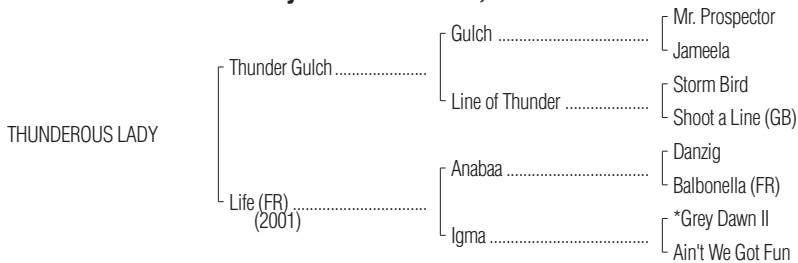 Mr. Prospector
Gulch ........................................
Jameela
Thunder Gulch .......................
Storm Bird
Line of Thunder ......................
Shoot a Line (GB)
THUNDEROUS LADY
Danzig
Anabaa .....................................
Balbonella (FR)
Life (FR) ..................................
(2001)
*Grey Dawn II
Igma .........................................
Ain't We Got Fun